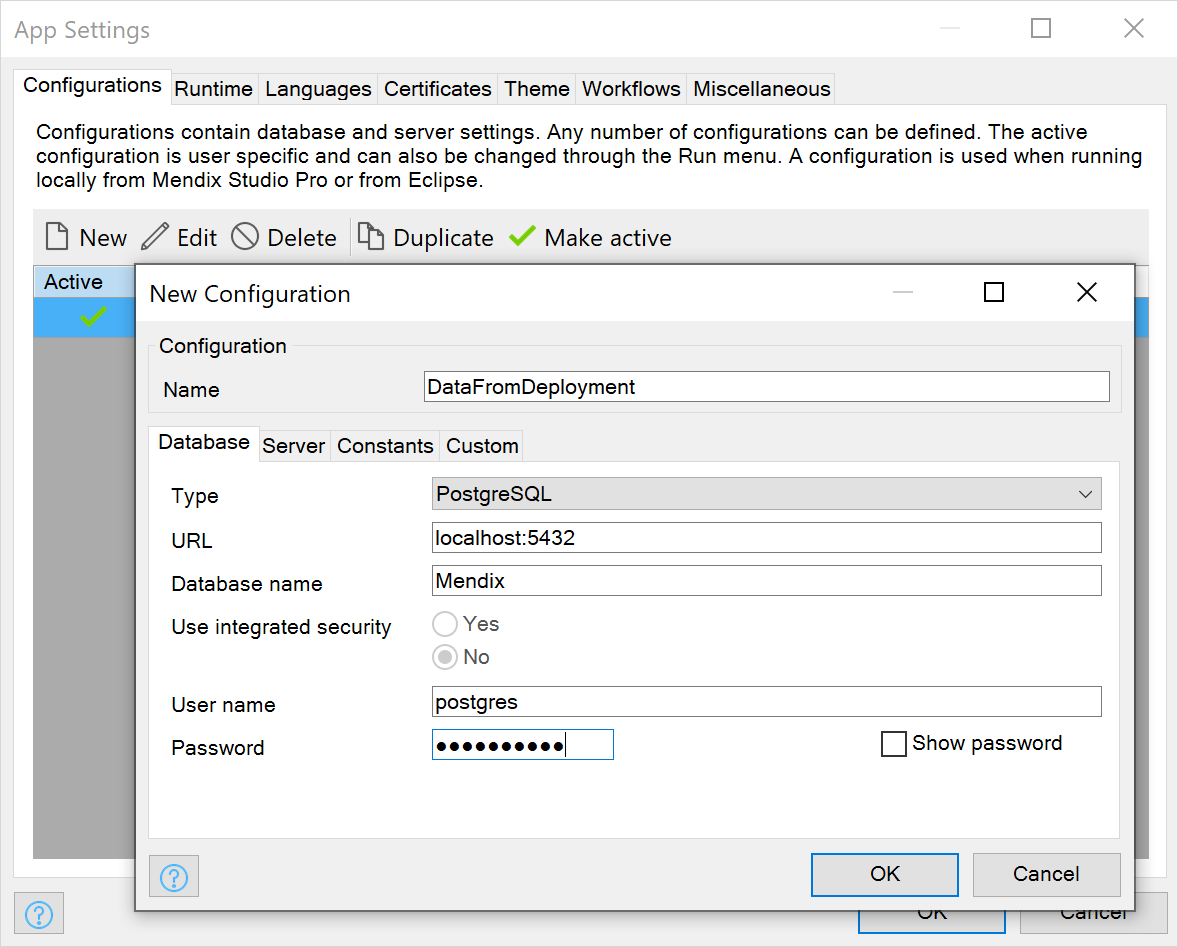 App Settings
Configurations Runtime Languages Certificates Theme Workflows Miscellaneous
Configurations contain database and server settings. Any number of configurations can be defined. The active
configuration is user specific and can also be changed through the Run menu. A configuration is used when running
locally from Mendix Studio Pro or from Eclipse.
New Edit Delete Duplicate Make active
Active
New Configuration
Configuration
Name DataFromDeployment
Database Server Constants Custom
Type PostgreSQL
URL localhost:5432
Database name Mendix
Use integrated security Yes
No
User name postgres
Password ●●●●●●●●●● Show password
? OK Cancel
? OK Cancel